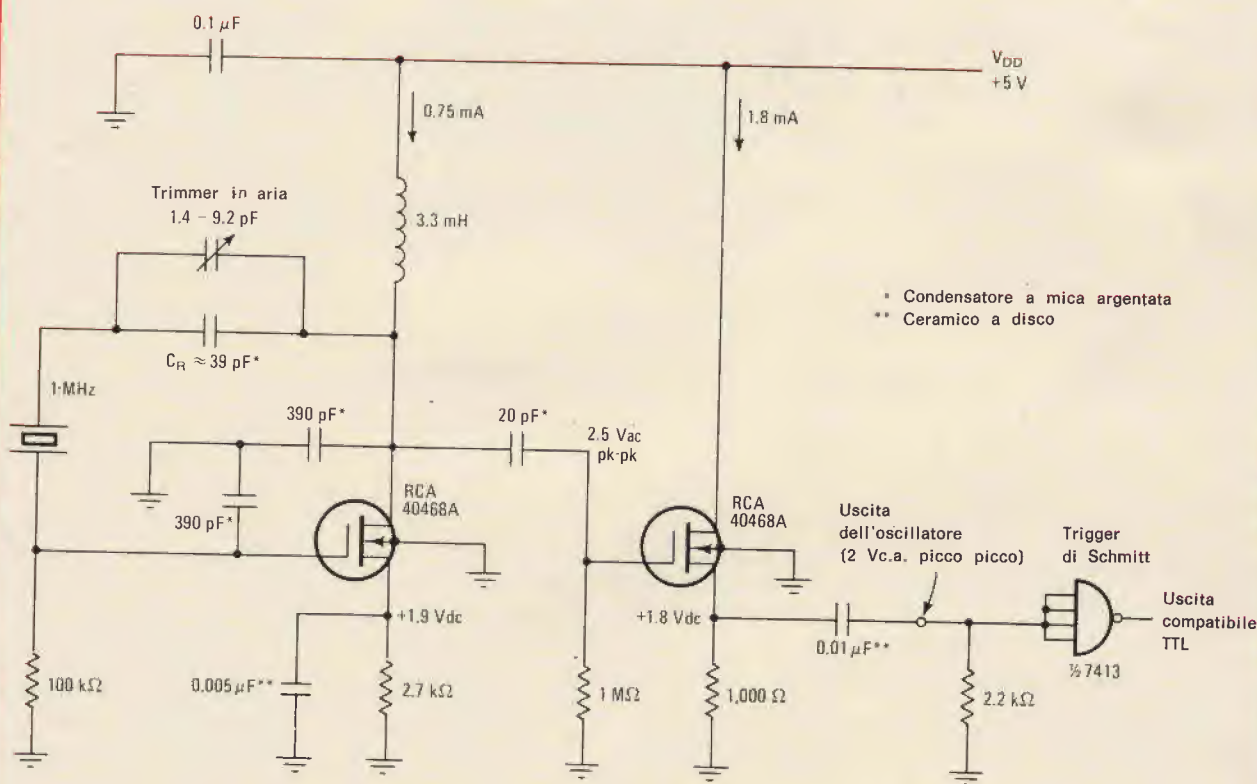 0.1 µF
V_DD
+5 V
0.75 mA
1.8 mA
Trimmer in aria
1.4 – 9.2 pF
3.3 mH
* Condensatore a mica argentata
** Ceramico a disco
C_R ≈ 39 pF*
1-MHz
390 pF*
20 pF*
2.5 Vac
pk-pk
390 pF*
RCA
40468A
RCA
40468A
Uscita
dell'oscillatore
(2 Vc.a. picco picco)
Trigger
di Schmitt
+1.9 Vdc
+1.8 Vdc
Uscita
compatibile
TTL
0.01 µF**
½ 7413
100 kΩ
0.005 µF**
2.7 kΩ
1 MΩ
1,000 Ω
2.2 kΩ